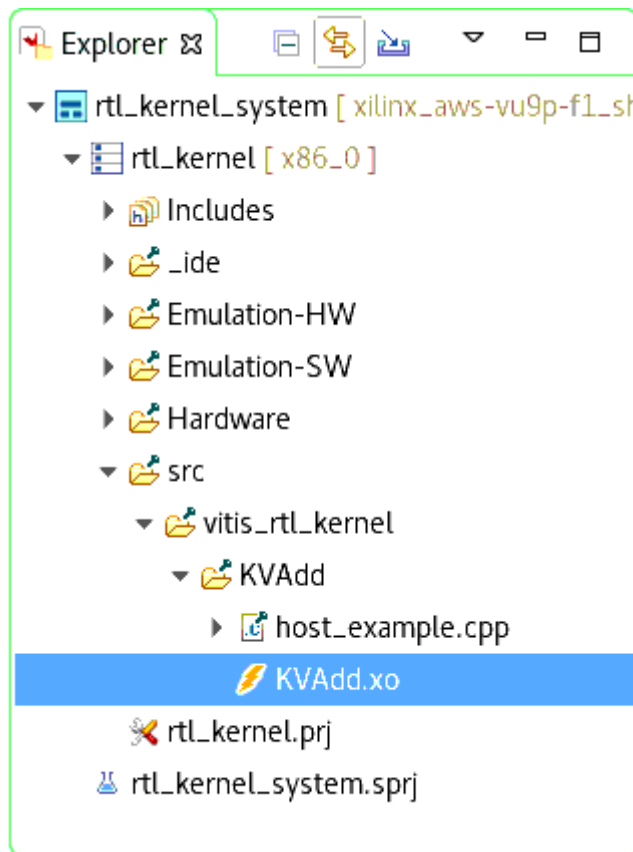 Explorer
rtl_kernel_system [ xilinx_aws-vu9p-f1_sh
rtl_kernel [ x86_0 ]
Includes
_ide
Emulation-HW
Emulation-SW
Hardware
src
vitis_rtl_kernel
KVAdd
host_example.cpp
KVAdd.xo
rtl_kernel.prj
rtl_kernel_system.sprj